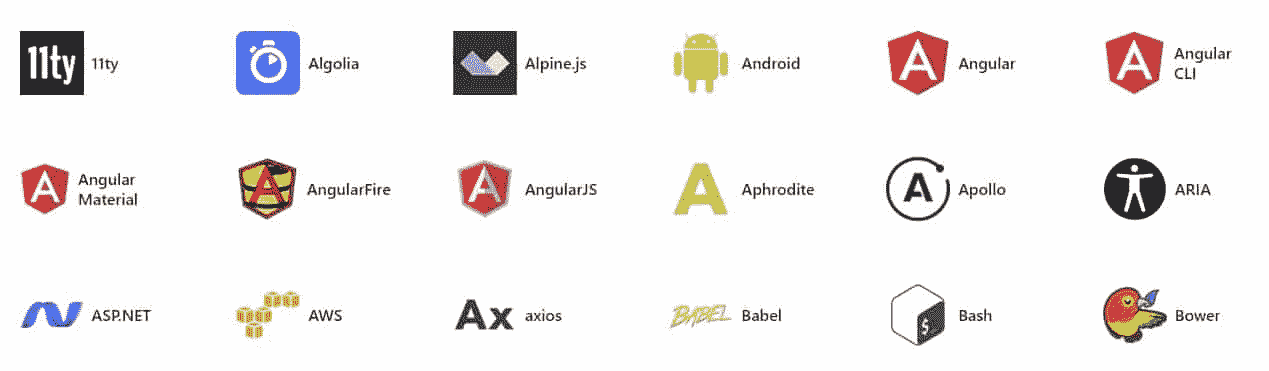 11ty 11ty
Algolia
Alpine.js
Android
A Angular
A Angular
CLI
A Angular
Material
A AngularFire
A AngularJS
A Aphrodite
A Apollo
ARIA
ASP.NET
AWS
Ax axios
BABEL Babel
$_ Bash
Bower